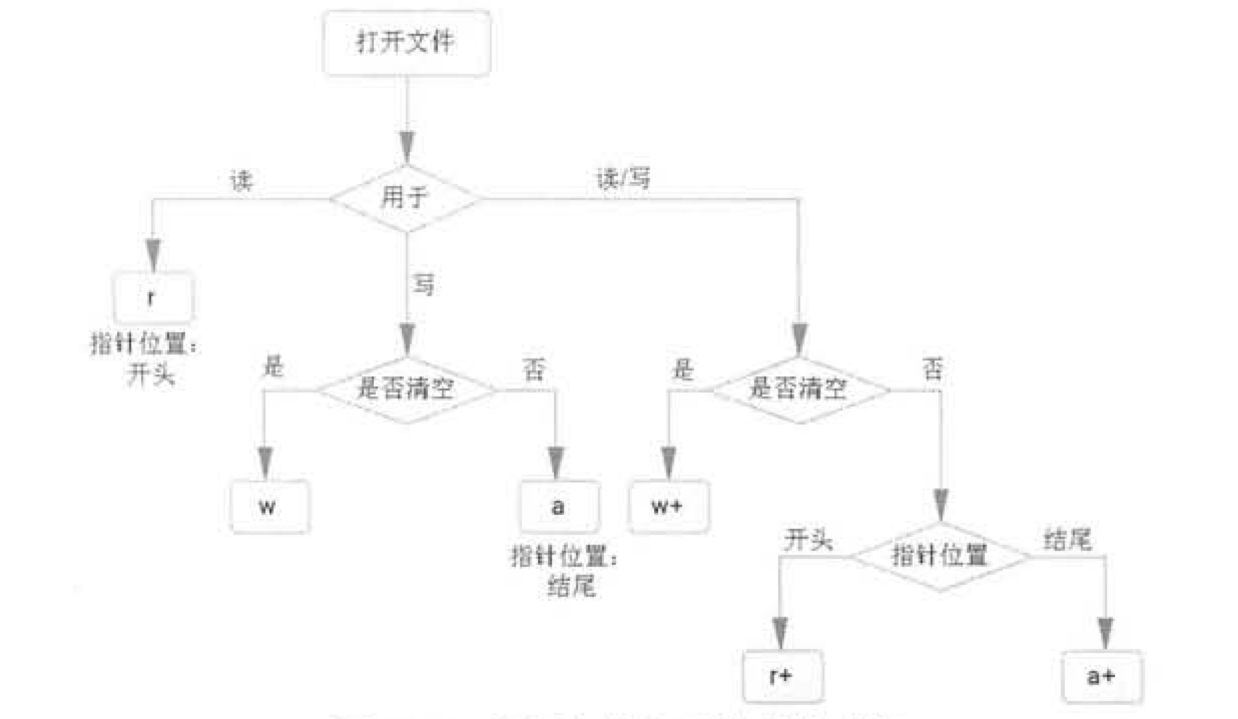 打开文件
用于
读
读/写
写
r
指针位置：
开头
是否清空
是
否
w
a
指针位置：
结尾
是否清空
是
否
w+
指针位置
开头
结尾
r+
a+